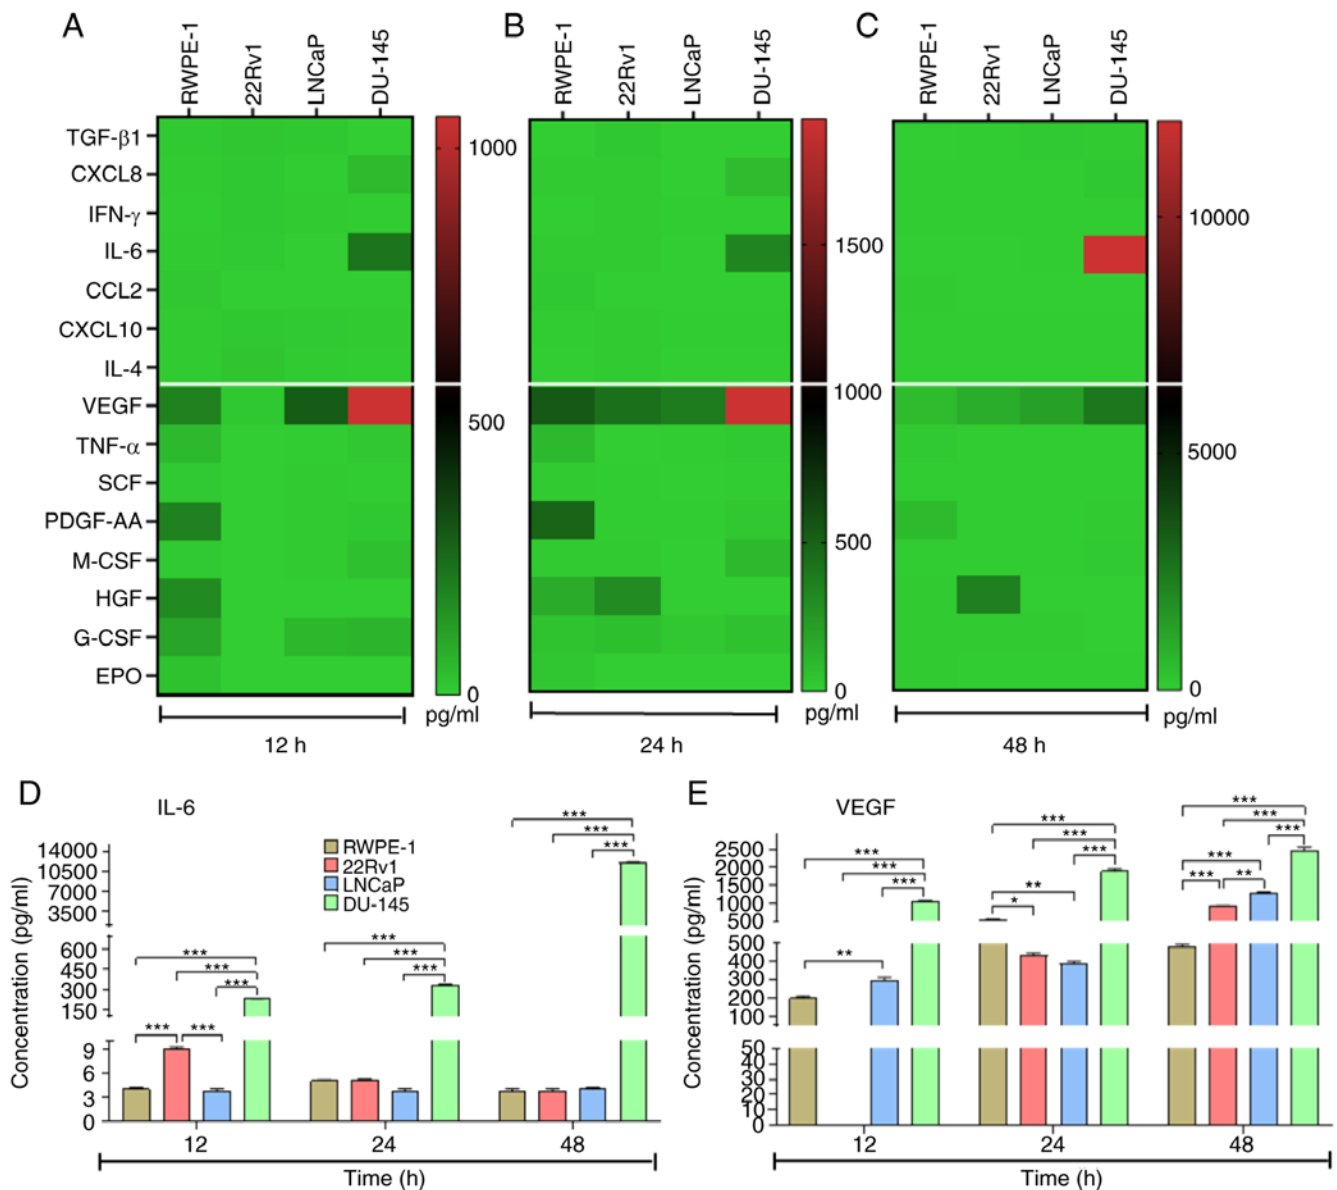 A
RWPE-1
22Rv1
LNCaP
DU-145
B
RWPE-1
22Rv1
LNCaP
DU-145
C
RWPE-1
22Rv1
LNCaP
DU-145
TGF-β1
CXCL8
IFN-γ
IL-6
CCL2
CXCL10
IL-4
VEGF
TNF-α
SCF
PDGF-AA
M-CSF
HGF
G-CSF
EPO
1000
500
0
pg/ml
12 h
1500
1000
500
0
pg/ml
24 h
10000
5000
0
pg/ml
48 h
D
IL-6
RWPE-1
22Rv1
LNCaP
DU-145
Concentration (pg/ml)
14000
10500
7000
3500
600
450
300
150
9
6
3
0
***
***
***
***
***
***
***
***
***
***
***
12
24
48
Time (h)
E
VEGF
Concentration (pg/ml)
2500
2000
1500
1000
500
500
400
300
200
100
50
40
30
20
10
0
***
***
***
**
***
***
***
**
*
***
***
***
***
***
**
12
24
48
Time (h)